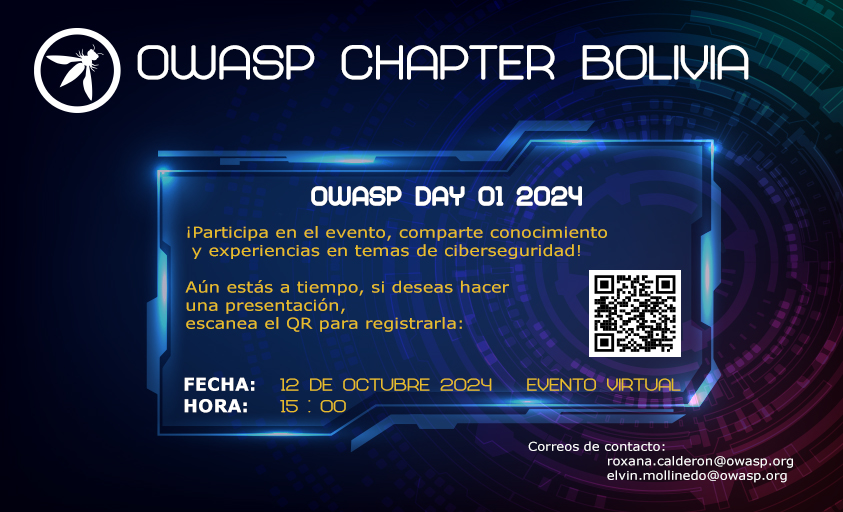 OWASP CHAPTER BOLIVIA
OWASP DAY 01 2024
¡Participa en el evento, comparte conocimiento
y experiencias en temas de ciberseguridad!
Aún estás a tiempo, si deseas hacer
una presentación,
escanea el QR para registrarla:
FECHA: 12 DE OCTUBRE 2024 EVENTO VIRTUAL
HORA: 15 : 00
Correos de contacto:
roxana.calderon@owasp.org
elvin.mollinedo@owasp.org